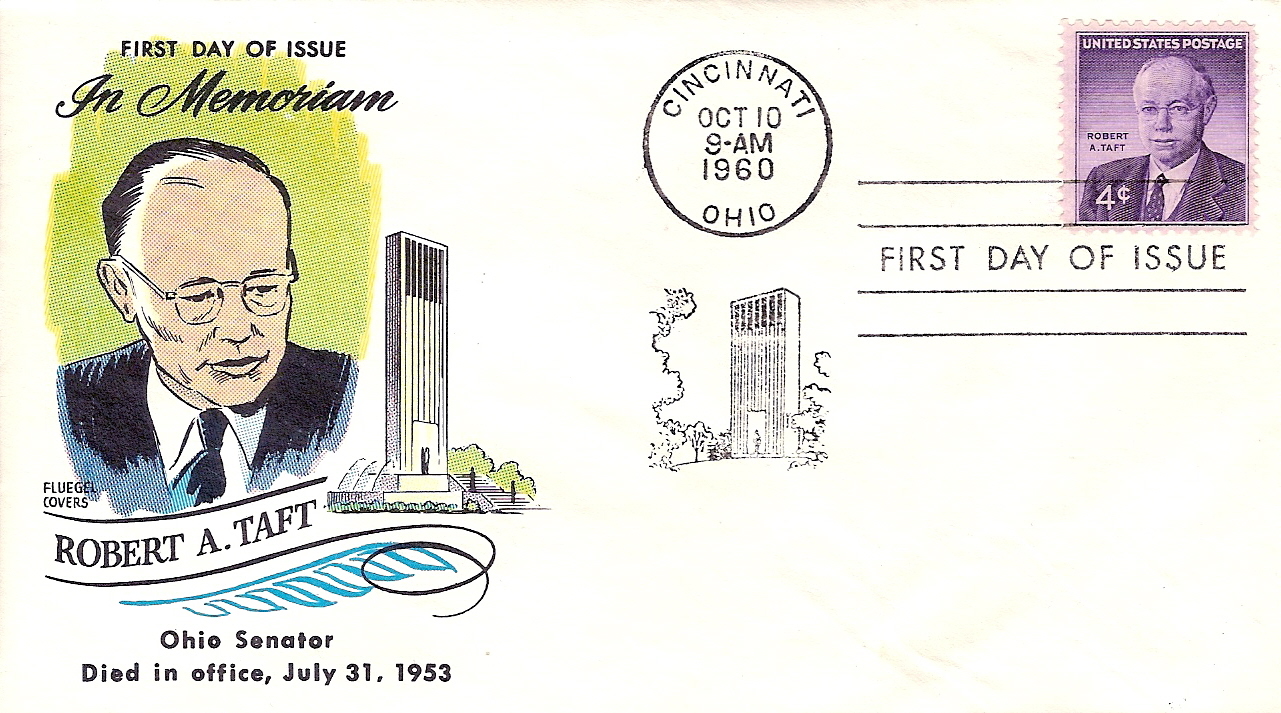 FIRST DAY OF ISSUE
In Memoriam
FLUEGEL
COVERS
ROBERT A. TAFT
Ohio Senator
Died in office, July 31, 1953
CINCINNATI
OCT 10
9-AM
1960
OHIO
UNITED STATES POSTAGE
ROBERT
A. TAFT
4¢
FIRST DAY OF ISSUE